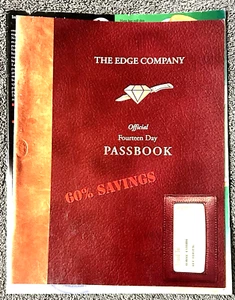 THE EDGE COMPANY
Official
Fourteen Day
PASSBOOK
60% SAVINGS